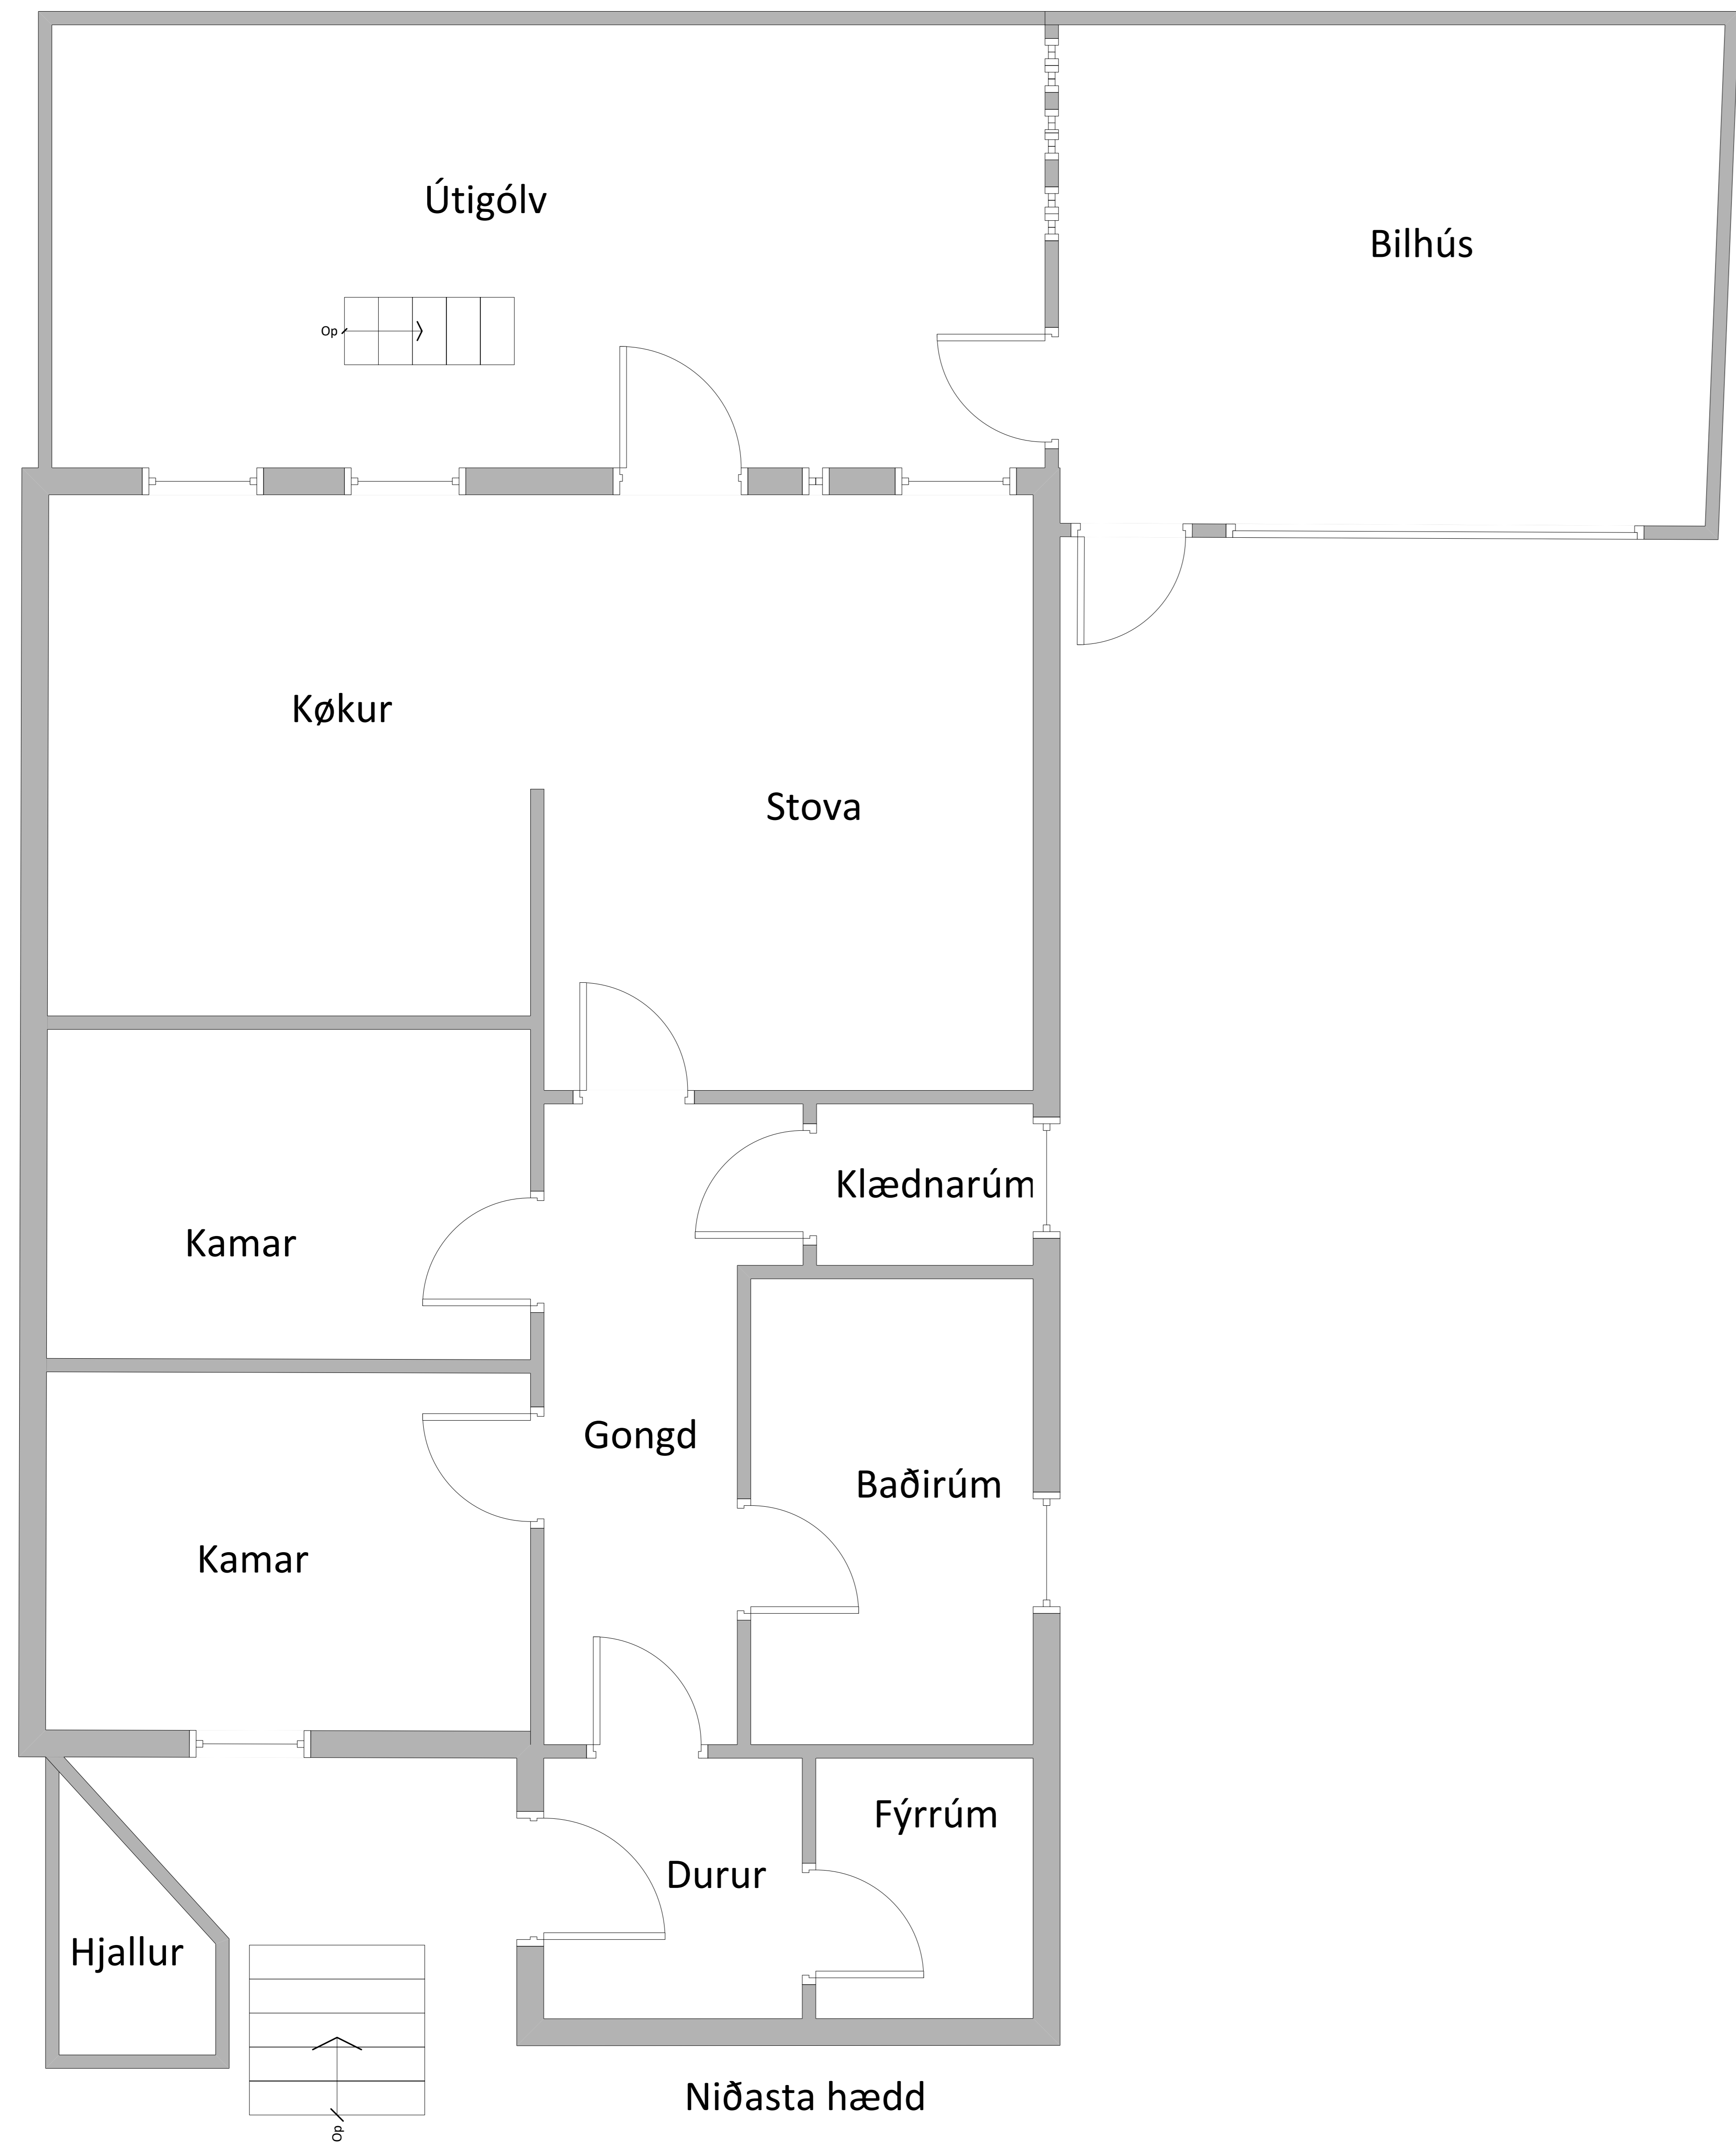 Útigólv
Bilhús
Op
Køkur
Stova
Klædnarúm
Kamar
Gongd
Baðirúm
Kamar
Fýrrúm
Durur
Hjallur
Niðasta hædd
Op